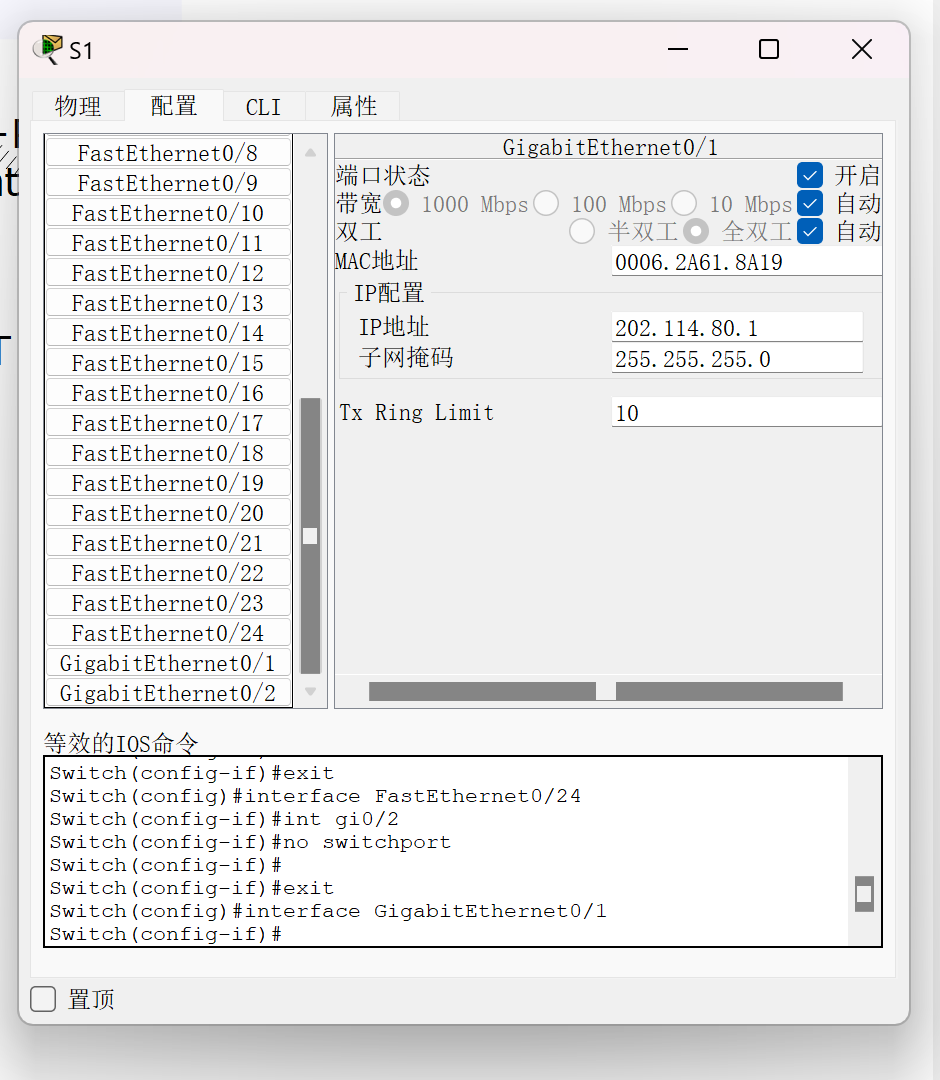 S1
物理 配置 CLI 属性
FastEthernet0/8
FastEthernet0/9
FastEthernet0/10
FastEthernet0/11
FastEthernet0/12
FastEthernet0/13
FastEthernet0/14
FastEthernet0/15
FastEthernet0/16
FastEthernet0/17
FastEthernet0/18
FastEthernet0/19
FastEthernet0/20
FastEthernet0/21
FastEthernet0/22
FastEthernet0/23
FastEthernet0/24
GigabitEthernet0/1
GigabitEthernet0/2
GigabitEthernet0/1
端口状态 开启
带宽 1000 Mbps 100 Mbps 10 Mbps 自动
双工 半双工 全双工 自动
MAC地址 0006.2A61.8A19
IP配置
IP地址 202.114.80.1
子网掩码 255.255.255.0
Tx Ring Limit 10
等效的IOS命令
Switch(config-if)#exit
Switch(config)#interface FastEthernet0/24
Switch(config-if)#int gi0/2
Switch(config-if)#no switchport
Switch(config-if)#
Switch(config-if)#exit
Switch(config)#interface GigabitEthernet0/1
Switch(config-if)#
置顶